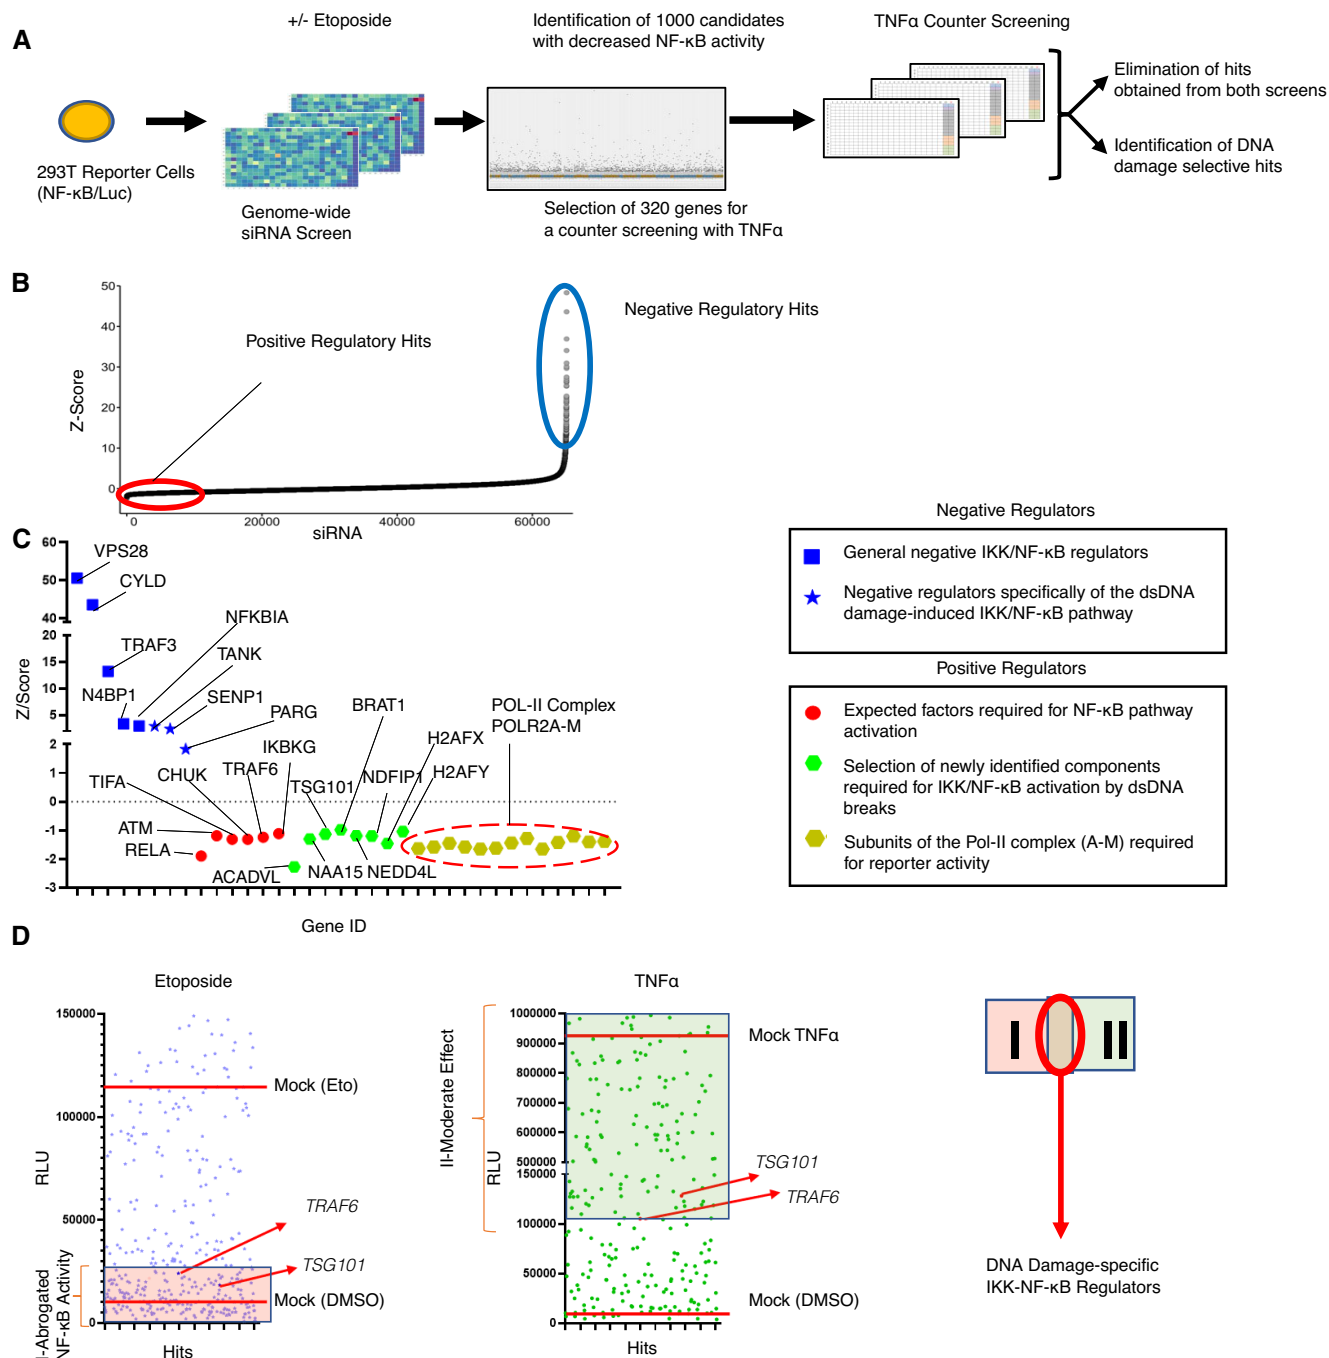 A
+/- Etoposide
Identification of 1000 candidates
with decreased NF-κB activity
TNFα Counter Screening
Elimination of hits
obtained from both screens
Identification of DNA
damage selective hits
293T Reporter Cells
(NF-κB/Luc)
Genome-wide
siRNA Screen
Selection of 320 genes for
a counter screening with TNFα
B
Z-Score
50
40
30
20
10
0
0
20000
40000
60000
siRNA
Positive Regulatory Hits
Negative Regulatory Hits
C
Z/Score
60
50
40
20
15
10
5
2
1
0
-1
-2
-3
VPS28
CYLD
NFKBIA
TRAF3
TANK
N4BP1
SENP1
PARG
BRAT1
POL-II Complex
POLR2A-M
IKBKG
H2AFX
TRAF6
CHUK
TIFA
TSG101
NDFIP1
H2AFY
ATM
RELA
ACADVL
NAA15
NEDD4L
Gene ID
Negative Regulators
General negative IKK/NF-κB regulators
Negative regulators specifically of the dsDNA
damage-induced IKK/NF-κB pathway
Positive Regulators
Expected factors required for NF-κB pathway
activation
Selection of newly identified components
required for IKK/NF-κB activation by dsDNA
breaks
Subunits of the Pol-II complex (A-M) required
for reporter activity
D
Etoposide
RLU
150000
100000
50000
0
Mock (Eto)
TRAF6
TSG101
Mock (DMSO)
I-Abrogated
NF-κB Activity
Hits
TNFα
II-Moderate Effect
RLU
1000000
900000
800000
700000
600000
500000
150000
100000
50000
0
Mock TNFα
TSG101
TRAF6
Mock (DMSO)
Hits
I
II
DNA Damage-specific
IKK-NF-κB Regulators